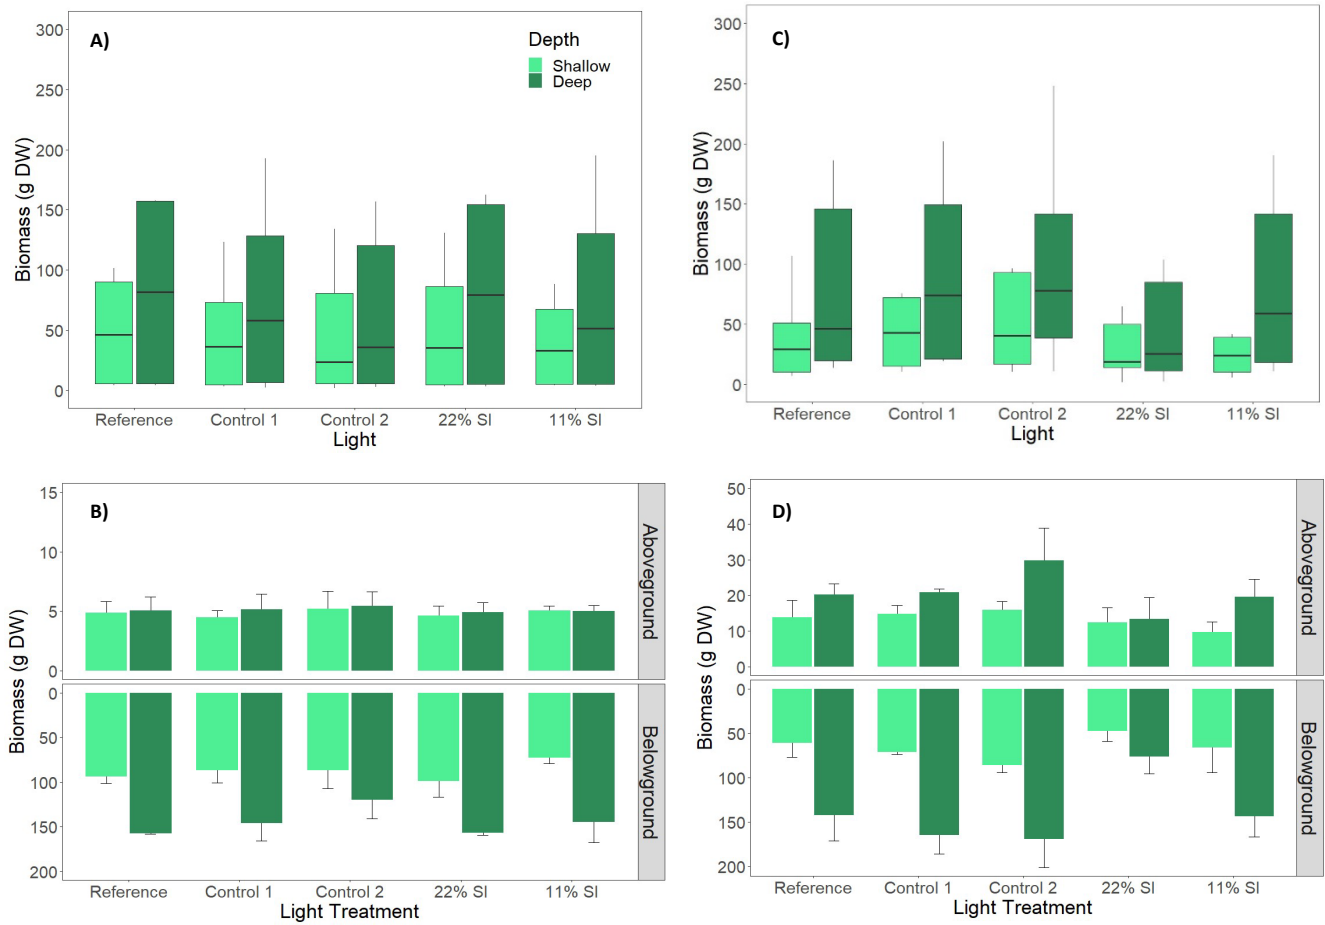 A)
Depth
Shallow
Deep
Biomass (g DW)
300
250
200
150
100
50
0
Reference Control 1 Control 2 22% SI 11% SI
Light
C)
Biomass (g DW)
300
250
200
150
100
50
0
Reference Control 1 Control 2 22% SI 11% SI
Light
B)
Biomass (g DW)
15
10
5
0
Aboveground
0
50
100
150
200
Belowground
Reference Control 1 Control 2 22% SI 11% SI
Light Treatment
D)
Biomass (g DW)
50
40
30
20
10
0
Aboveground
0
50
100
150
200
Belowground
Reference Control 1 Control 2 22% SI 11% SI
Light Treatment